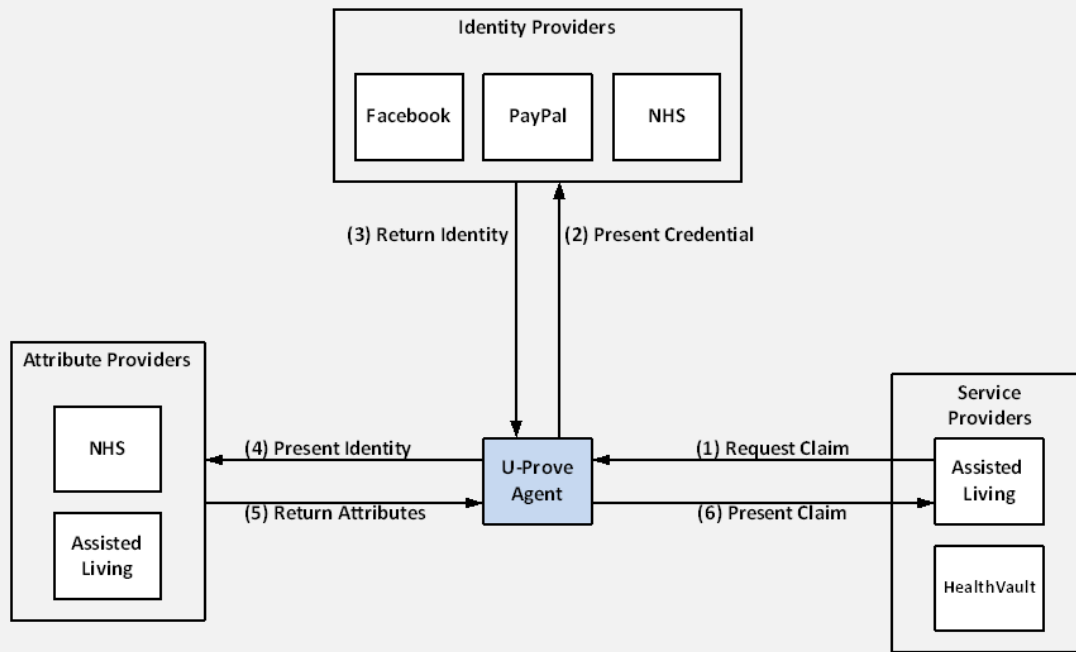 Identity Providers
Facebook
PayPal
NHS
(3) Return Identity
(2) Present Credential
Attribute Providers
NHS
Assisted
Living
(4) Present Identity
(5) Return Attributes
U-Prove
Agent
(1) Request Claim
(6) Present Claim
Service
Providers
Assisted
Living
HealthVault